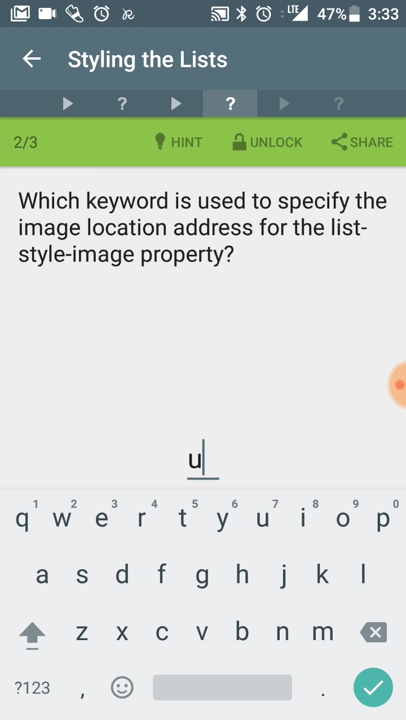 LTE 47% 3:33
Styling the Lists
? ? ?
2/3 HINT UNLOCK SHARE
Which keyword is used to specify the
image location address for the list-
style-image property?
u
1 2 3 4 5 6 7 8 9 0
q w e r t y u i o p
a s d f g h j k l
z x c v b n m
?123 , .